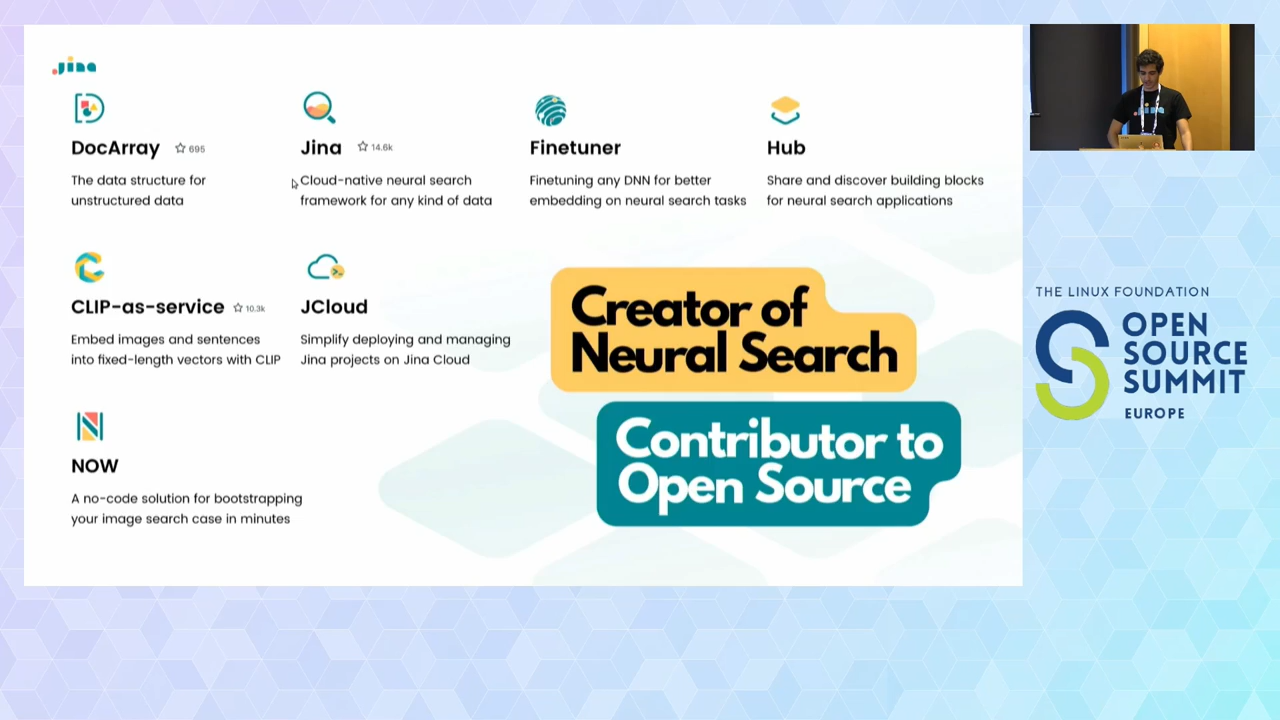 Jina
DocArray 695
The data structure for
unstructured data
Jina 14.6k
Cloud-native neural search
framework for any kind of data
Finetuner
Finetuning any DNN for better
embedding on neural search tasks
Hub
Share and discover building blocks
for neural search applications
CLIP-as-service 10.3k
Embed images and sentences
into fixed-length vectors with CLIP
JCloud
Simplify deploying and managing
Jina projects on Jina Cloud
NOW
A no-code solution for bootstrapping
your image search case in minutes
Creator of
Neural Search
Contributor to
Open Source
THE LINUX FOUNDATION
OPEN
SOURCE
SUMMIT
EUROPE